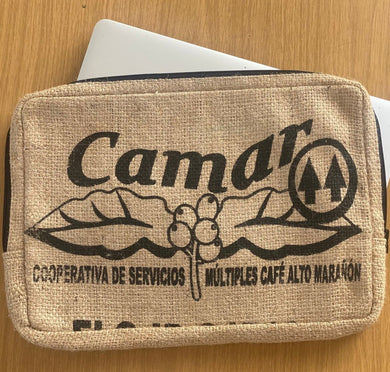 Camar
COOPERATIVA DE SERVICIOS MÚLTIPLES CAFÉ ALTO MARAÑÓN